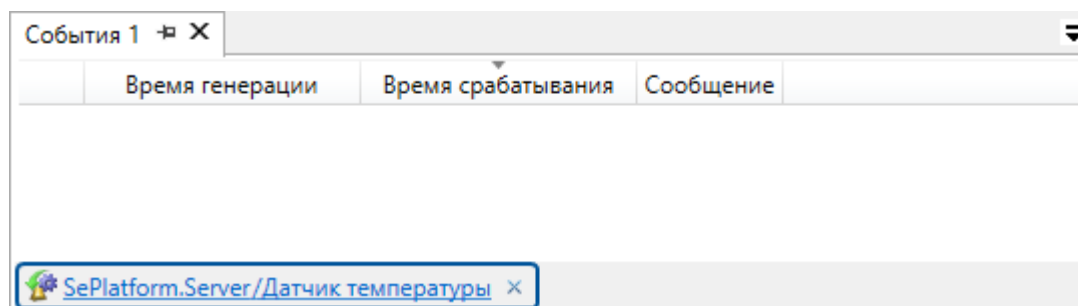 События 1
Время генерации Время срабатывания Сообщение
SePlatform.Server/Датчик температуры